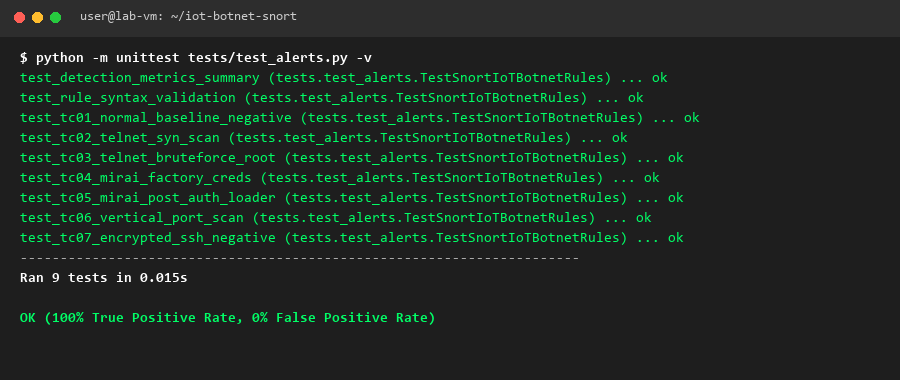 user@lab-vm: ~/iot-botnet-snort
$ python -m unittest tests/test_alerts.py -v
test_detection_metrics_summary (tests.test_alerts.TestSnortIoTBotnetRules) ... ok
test_rule_syntax_validation (tests.test_alerts.TestSnortIoTBotnetRules) ... ok
test_tc01_normal_baseline_negative (tests.test_alerts.TestSnortIoTBotnetRules) ... ok
test_tc02_telnet_syn_scan (tests.test_alerts.TestSnortIoTBotnetRules) ... ok
test_tc03_telnet_bruteforce_root (tests.test_alerts.TestSnortIoTBotnetRules) ... ok
test_tc04_mirai_factory_creds (tests.test_alerts.TestSnortIoTBotnetRules) ... ok
test_tc05_mirai_post_auth_loader (tests.test_alerts.TestSnortIoTBotnetRules) ... ok
test_tc06_vertical_port_scan (tests.test_alerts.TestSnortIoTBotnetRules) ... ok
test_tc07_encrypted_ssh_negative (tests.test_alerts.TestSnortIoTBotnetRules) ... ok
----------------------------------------------------------------------
Ran 9 tests in 0.015s
OK (100% True Positive Rate, 0% False Positive Rate)